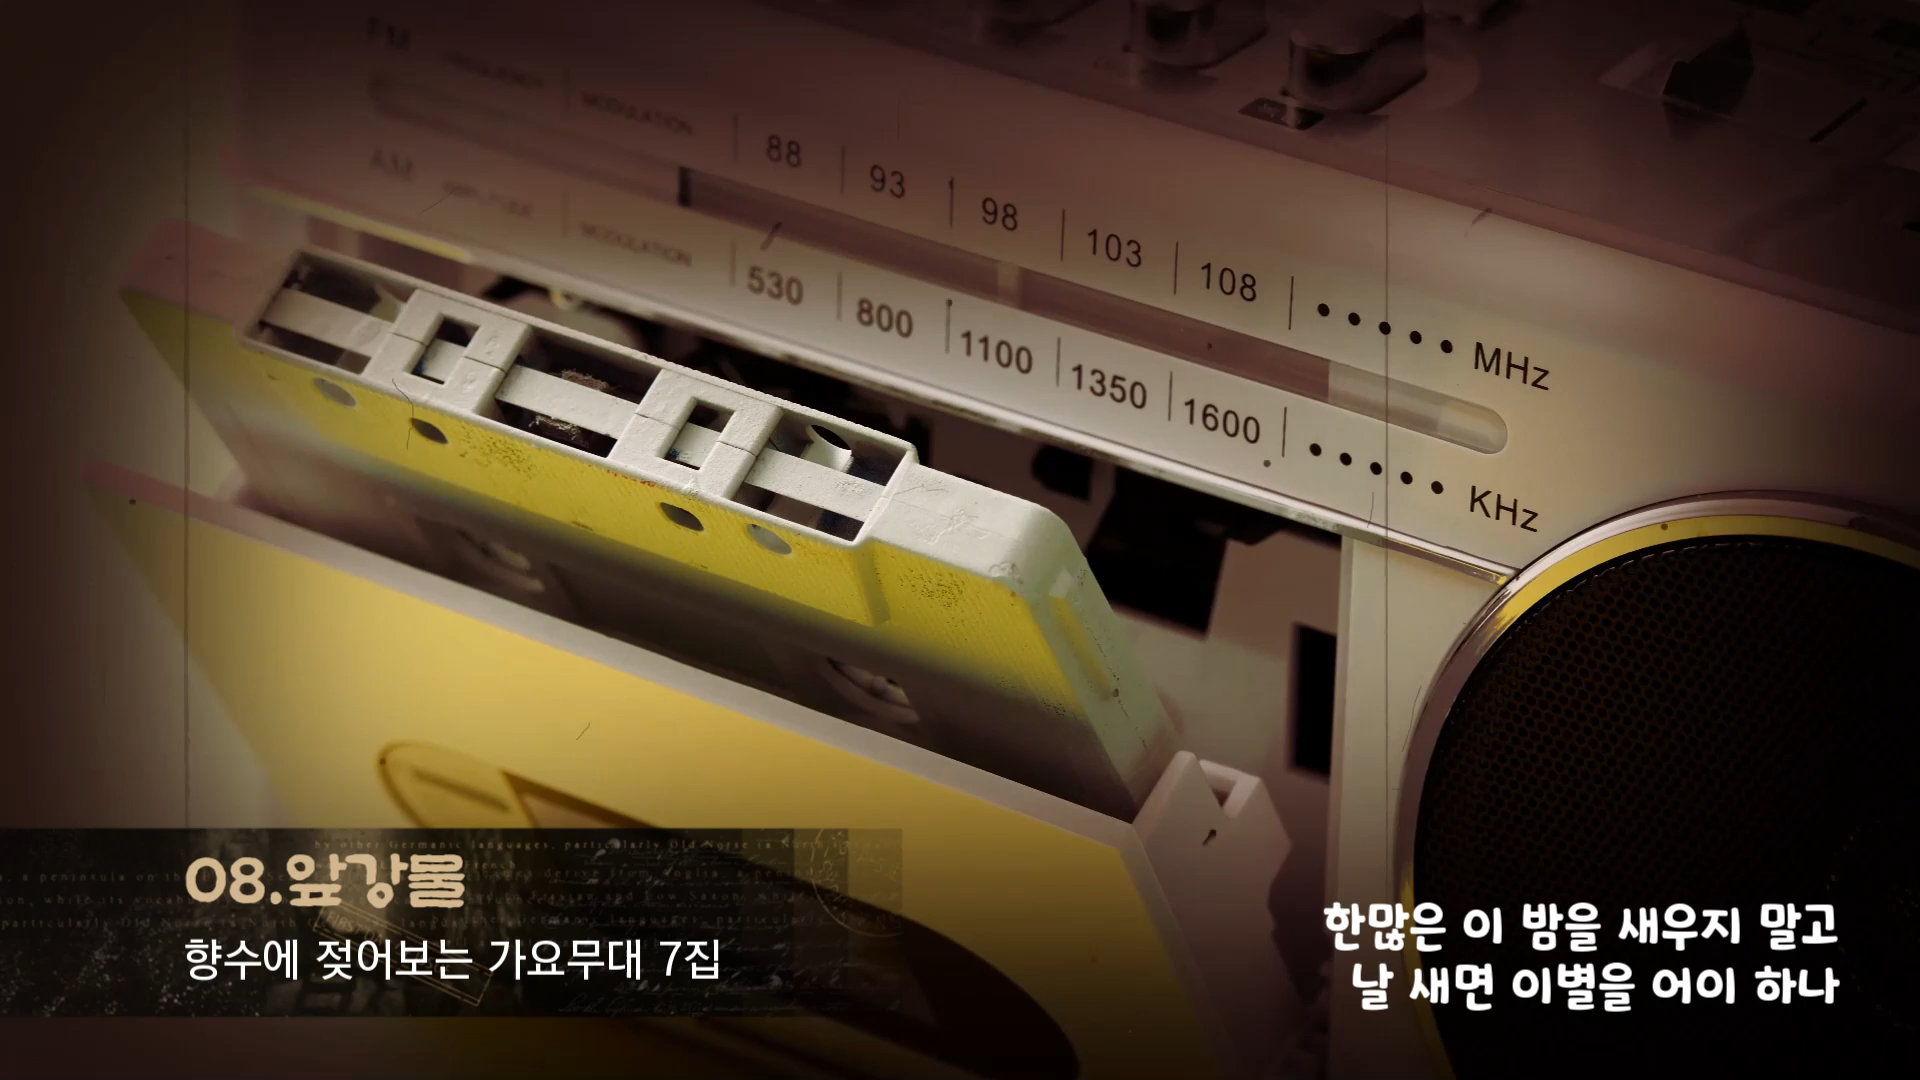 FM
MODULATION
88 93 98 103 108 MHz
MODULATION
530 800 1100 1350 1600 KHz
08.앞강물
향수에 젖어보는 가요무대 7집
한많은 이 밤을 새우지 말고
날 새면 이별을 어이 하나